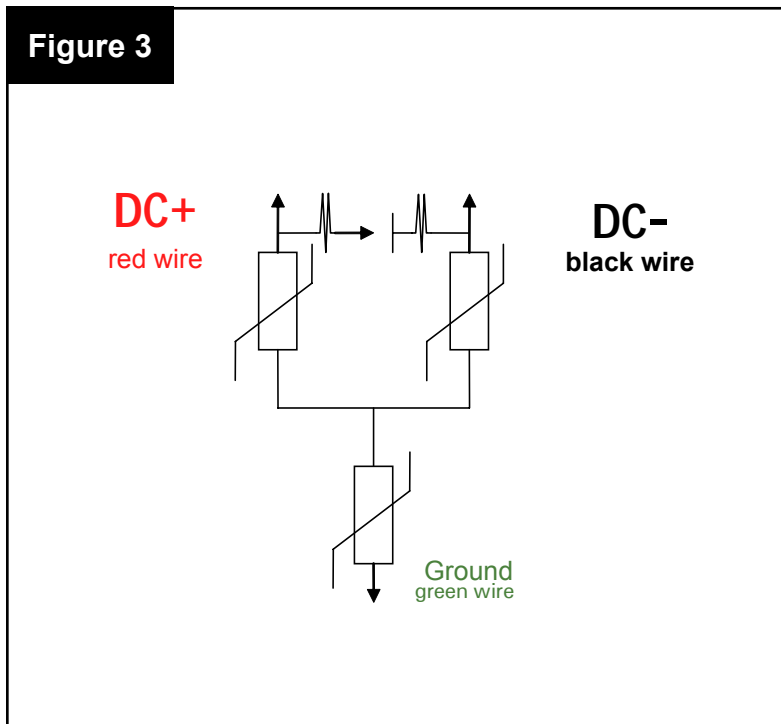 Figure 3
DC+
red wire
DC-
black wire
Ground
green wire